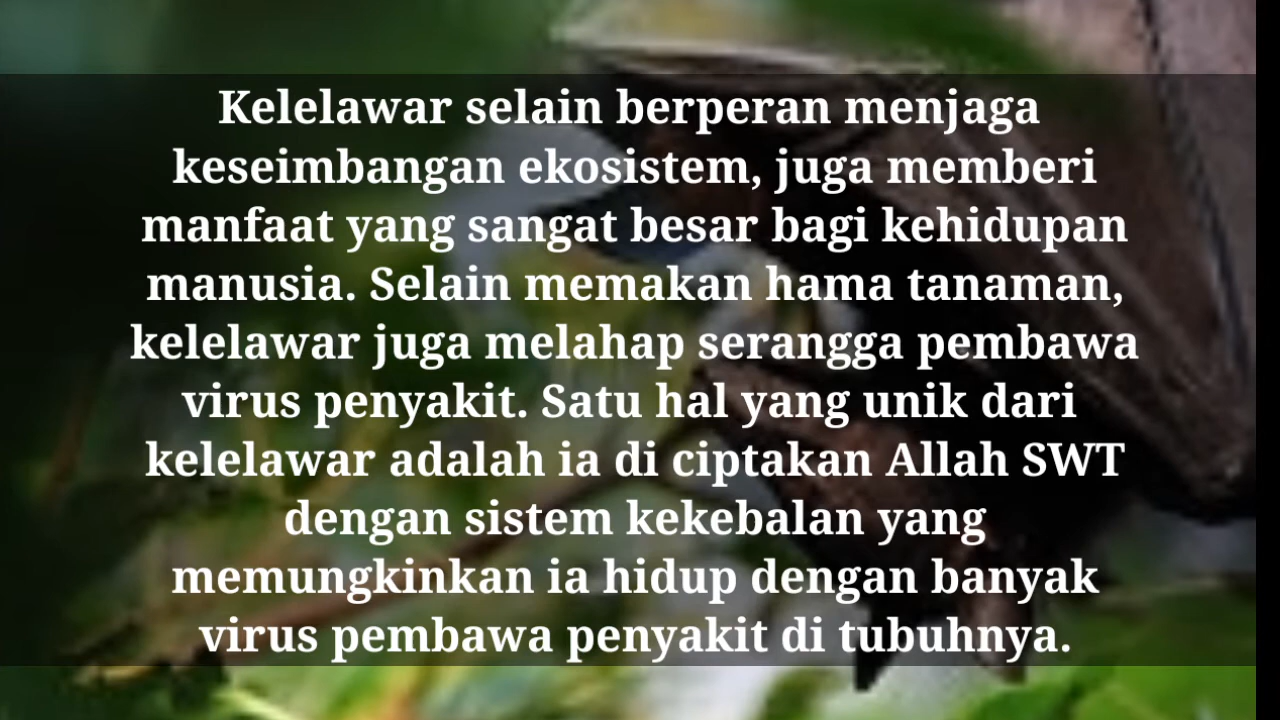 Kelelawar selain berperan menjaga
keseimbangan ekosistem, juga memberi
manfaat yang sangat besar bagi kehidupan
manusia. Selain memakan hama tanaman,
kelelawar juga melahap serangga pembawa
virus penyakit. Satu hal yang unik dari
kelelawar adalah ia di ciptakan Allah SWT
dengan sistem kekebalan yang
memungkinkan ia hidup dengan banyak
virus pembawa penyakit di tubuhnya.